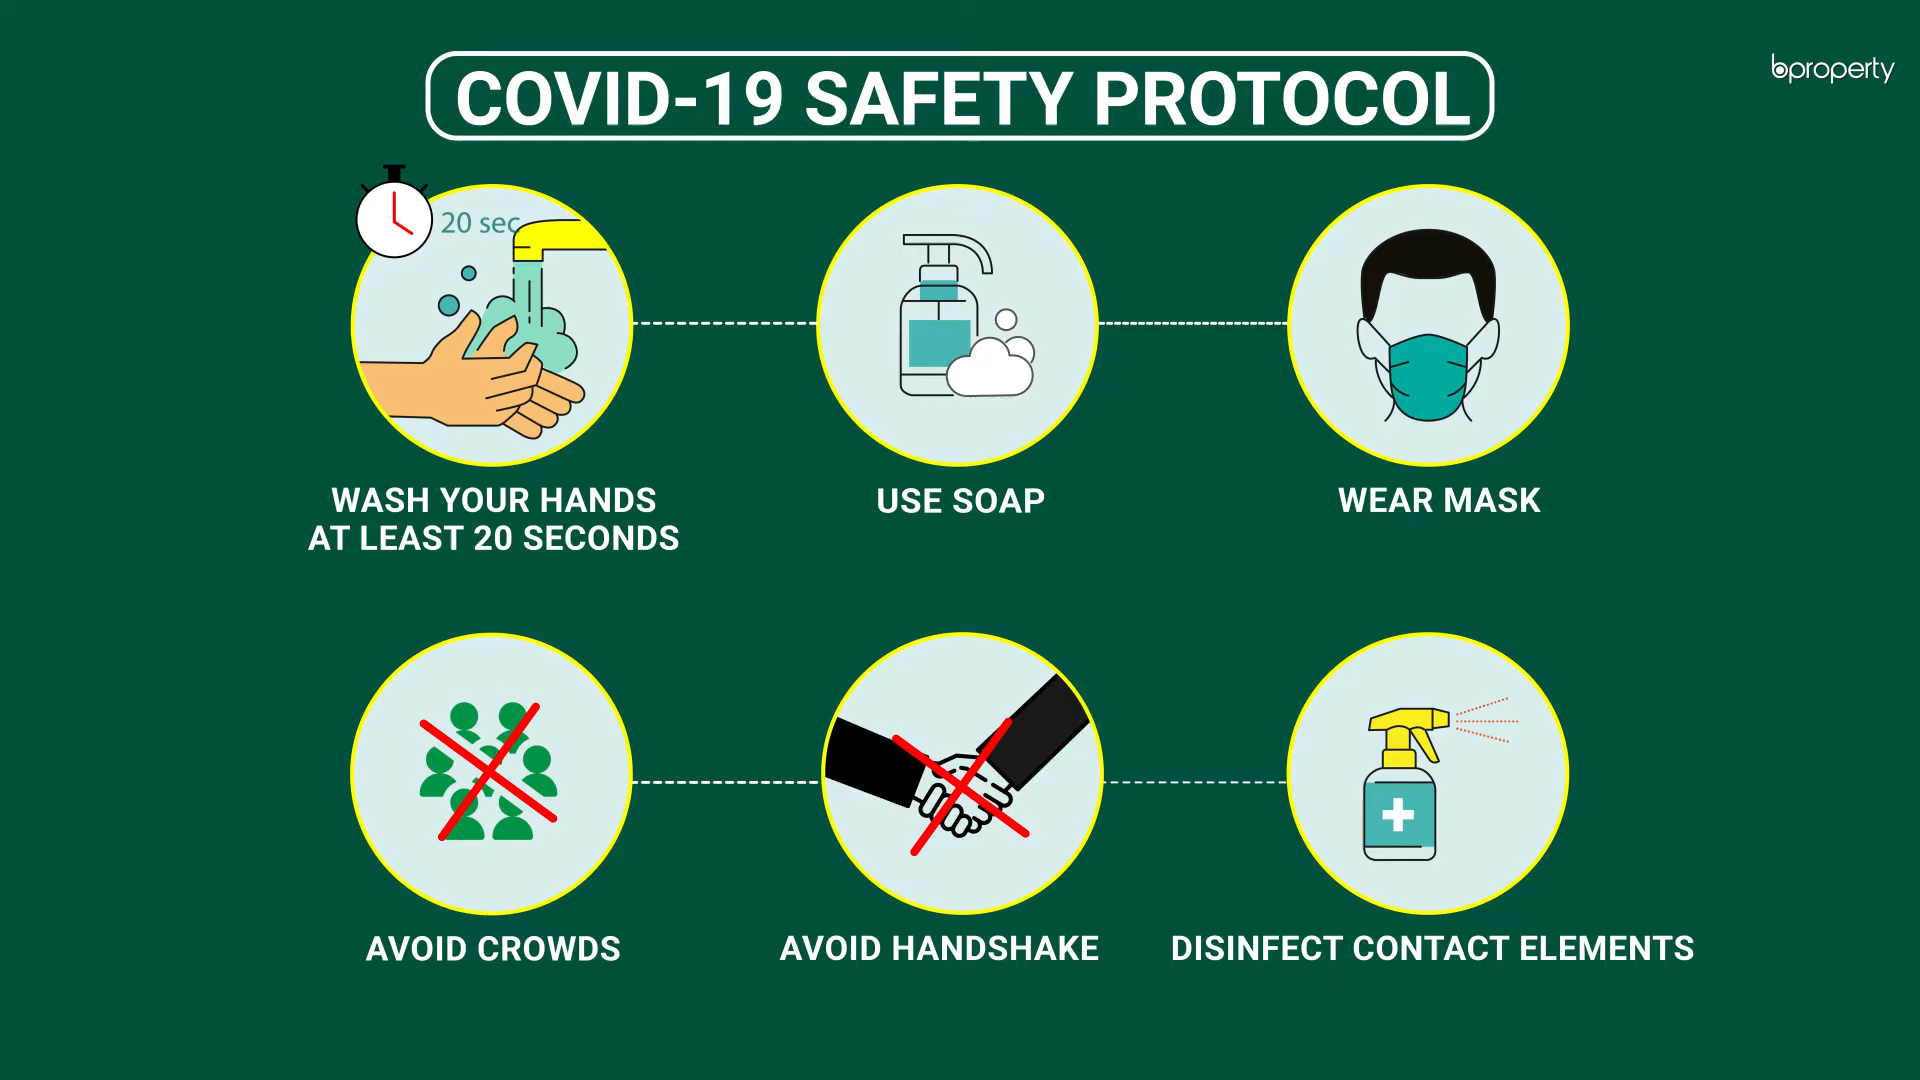 COVID-19 SAFETY PROTOCOL
bproperty
20 sec
WASH YOUR HANDS
AT LEAST 20 SECONDS
USE SOAP
WEAR MASK
AVOID CROWDS
AVOID HANDSHAKE
DISINFECT CONTACT ELEMENTS